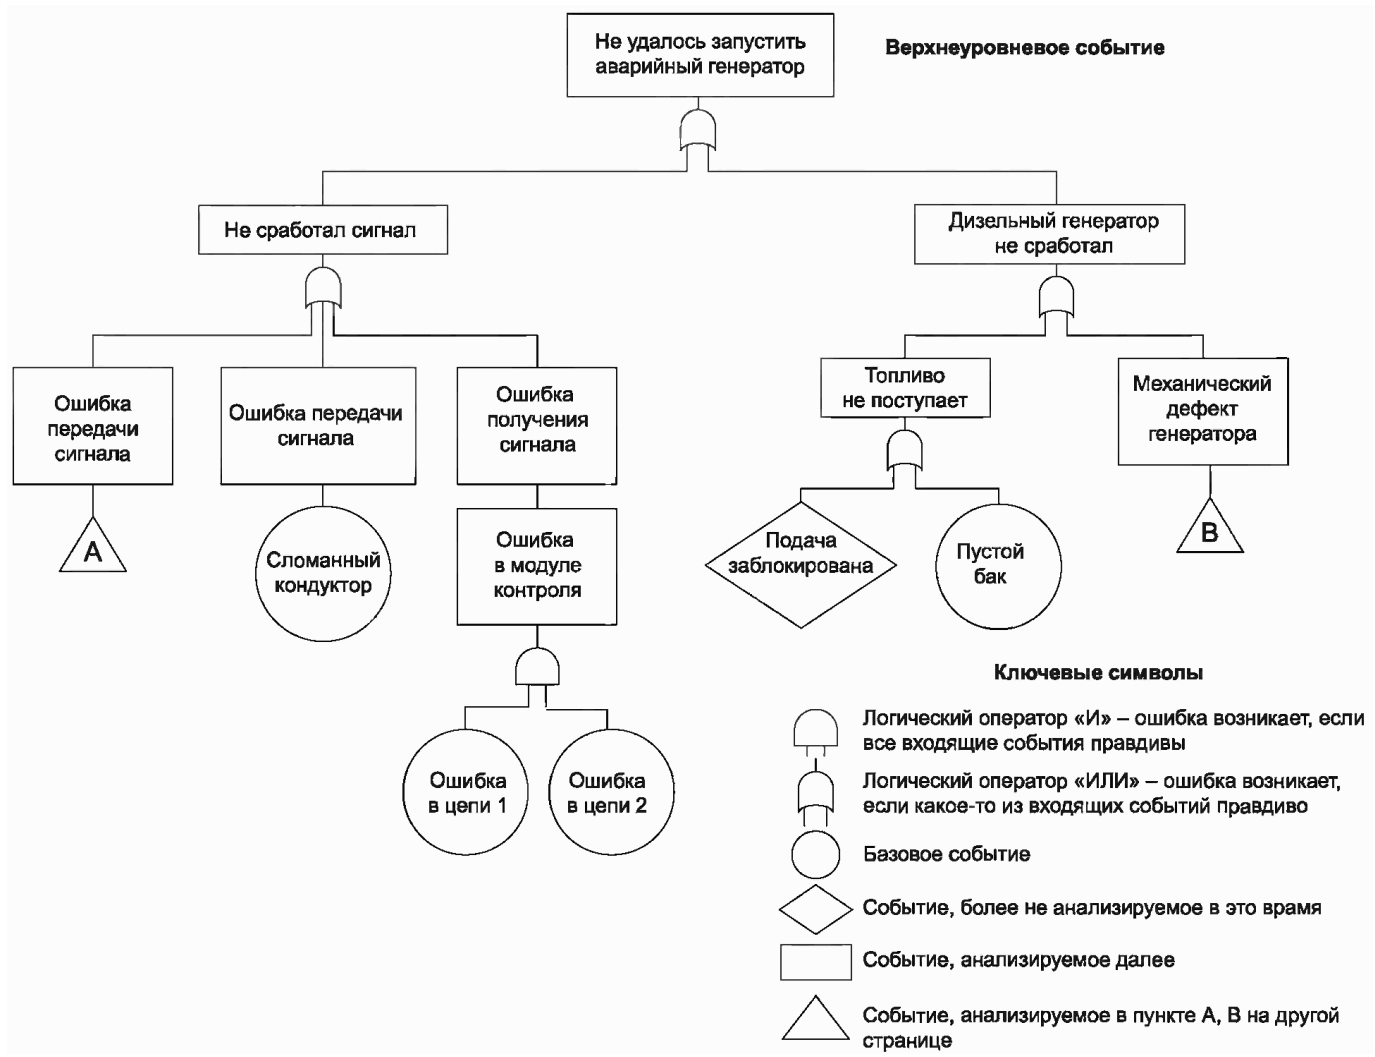 Не удалось запустить
аварийный генератор
Верхнеуровневое событие
Не сработал сигнал
Дизельный генератор
не сработал
Ошибка
передачи
сигнала
Ошибка передачи
сигнала
Ошибка
получения
сигнала
Топливо
не поступает
Механический
дефект
генератора
А
Сломанный
кондуктор
Ошибка
в модуле
контроля
Подача
заблокирована
Пустой
бак
В
Ошибка
в цепи 1
Ошибка
в цепи 2
Ключевые символы
Логический оператор «И» – ошибка возникает, если
все входящие события правдивы
Логический оператор «ИЛИ» – ошибка возникает,
если какое-то из входящих событий правдиво
Базовое событие
Событие, более не анализируемое в это врамя
Событие, анализируемое далее
Событие, анализируемое в пункте А, В на другой
странице